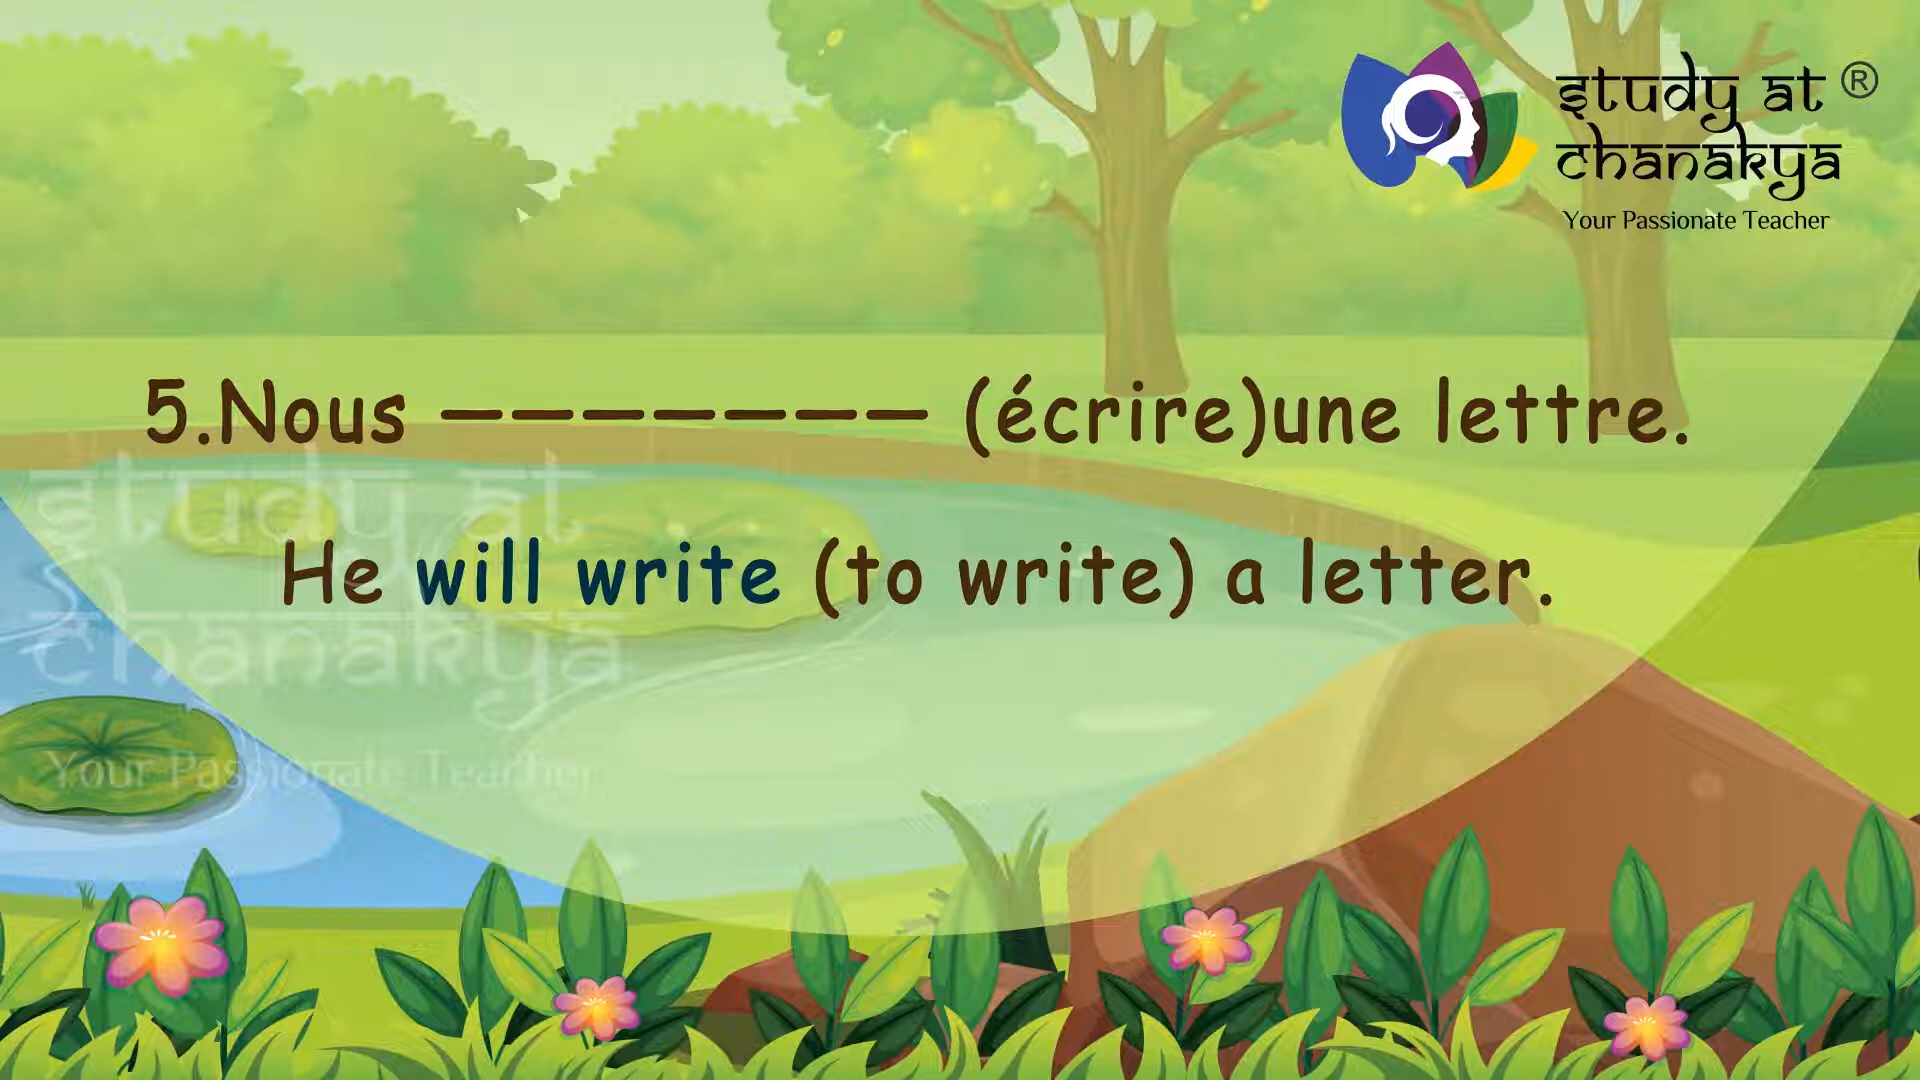 study at ®
chanakya
Your Passionate Teacher
5.Nous ——————— (écrire)une lettre.
He will write (to write) a letter.
study at
chanakya
Your Passionate Teacher